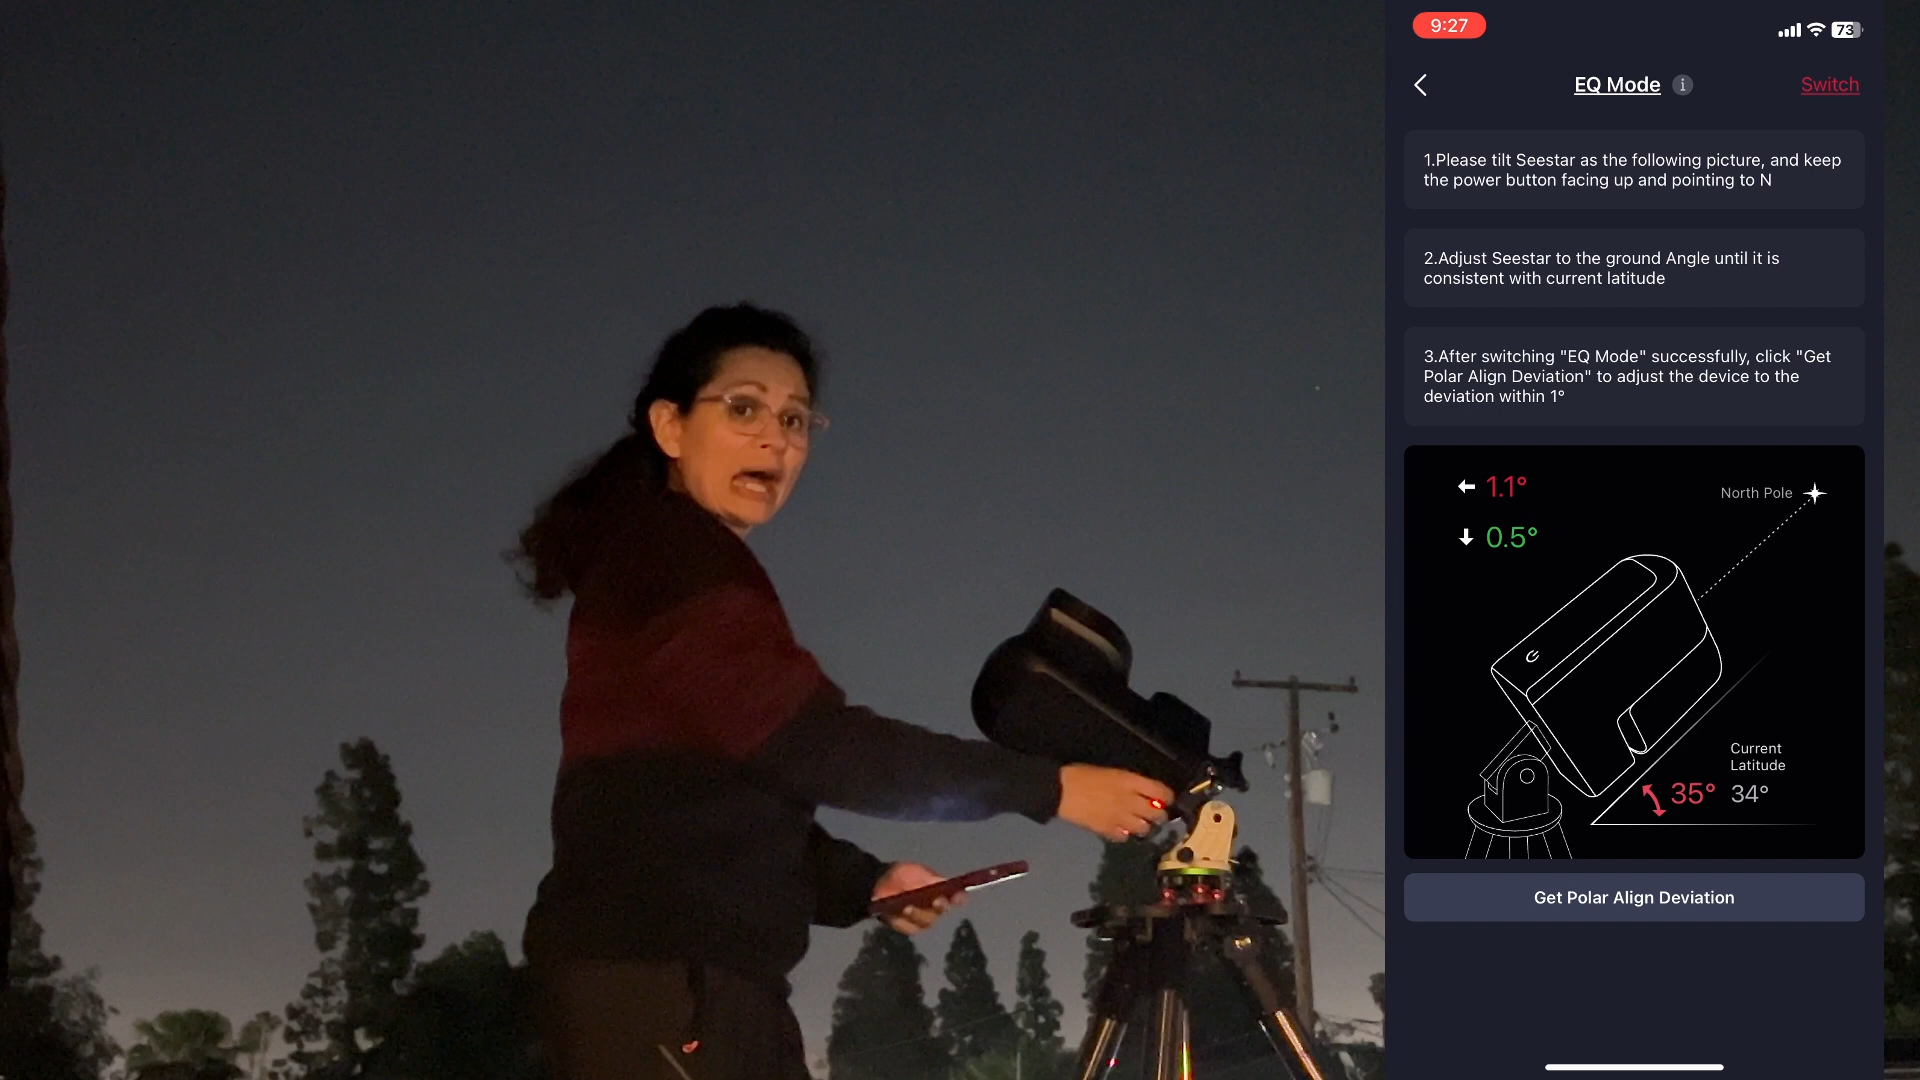 9:27
73
EQ Mode
Switch
1.Please tilt Seestar as the following picture, and keep
the power button facing up and pointing to N
2.Adjust Seestar to the ground Angle until it is
consistent with current latitude
3.After switching "EQ Mode" successfully, click "Get
Polar Align Deviation" to adjust the device to the
deviation within 1°
1.1°
North Pole
0.5°
Current
Latitude
35° 34°
Get Polar Align Deviation